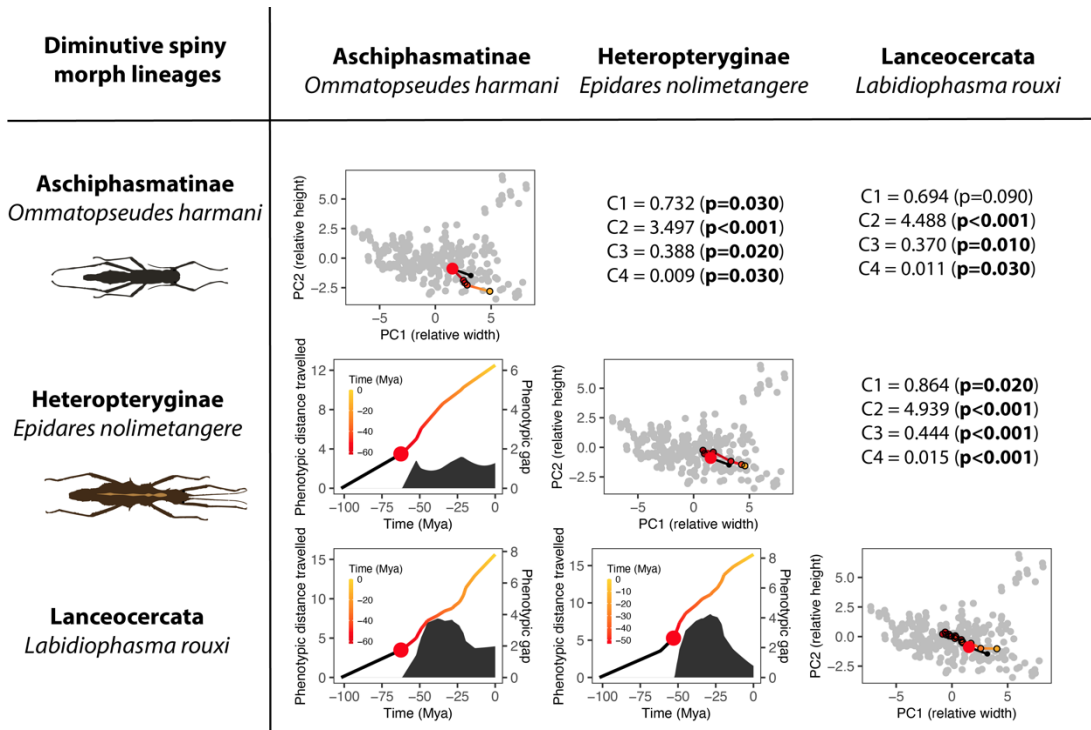 Diminutive spiny
morph lineages
Aschiphasmatinae
Ommatopseudes harmani
Heteropteryginae
Epidares nolimetangere
Lanceocercata
Labidiophasma rouxi
Aschiphasmatinae
Ommatopseudes harmani
PC2 (relative height)
5.0
2.5
0.0
−2.5
−5
0
5
PC1 (relative width)
C1 = 0.732 (p=0.030)
C2 = 3.497 (p<0.001)
C3 = 0.388 (p=0.020)
C4 = 0.009 (p=0.030)
C1 = 0.694 (p=0.090)
C2 = 4.488 (p<0.001)
C3 = 0.370 (p=0.010)
C4 = 0.011 (p=0.030)
Heteropteryginae
Epidares nolimetangere
Phenotypic distance travelled
12
8
4
0
Time (Mya)
0
−20
−40
−60
6
4
2
0
Phenotypic gap
−100
−75
−50
−25
0
Time (Mya)
PC2 (relative height)
5.0
2.5
0.0
−2.5
−5
0
5
PC1 (relative width)
C1 = 0.864 (p=0.020)
C2 = 4.939 (p<0.001)
C3 = 0.444 (p<0.001)
C4 = 0.015 (p<0.001)
Lanceocercata
Labidiophasma rouxi
Phenotypic distance travelled
15
10
5
0
Time (Mya)
0
−20
−40
−60
8
6
4
2
0
Phenotypic gap
−100
−75
−50
−25
0
Time (Mya)
Phenotypic distance travelled
15
10
5
0
Time (Mya)
0
−10
−20
−30
−40
−50
8
6
4
2
0
Phenotypic gap
−100
−75
−50
−25
0
Time (Mya)
PC2 (relative height)
5.0
2.5
0.0
−2.5
−5
0
5
PC1 (relative width)